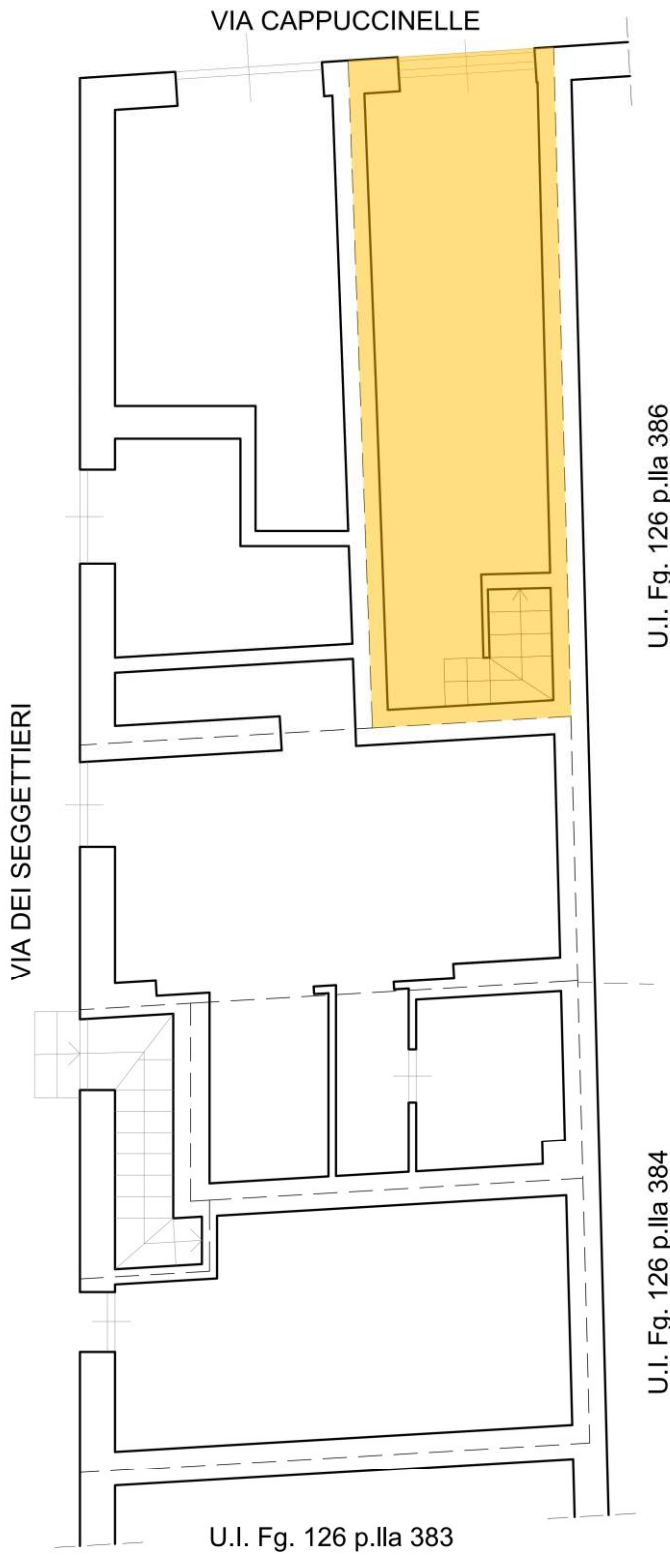 VIA CAPPUCCINELLE
U.I. Fg. 126 p.lla 386
VIA DEI SEGGETTIERI
U.I. Fg. 126 p.lla 384
U.I. Fg. 126 p.lla 383